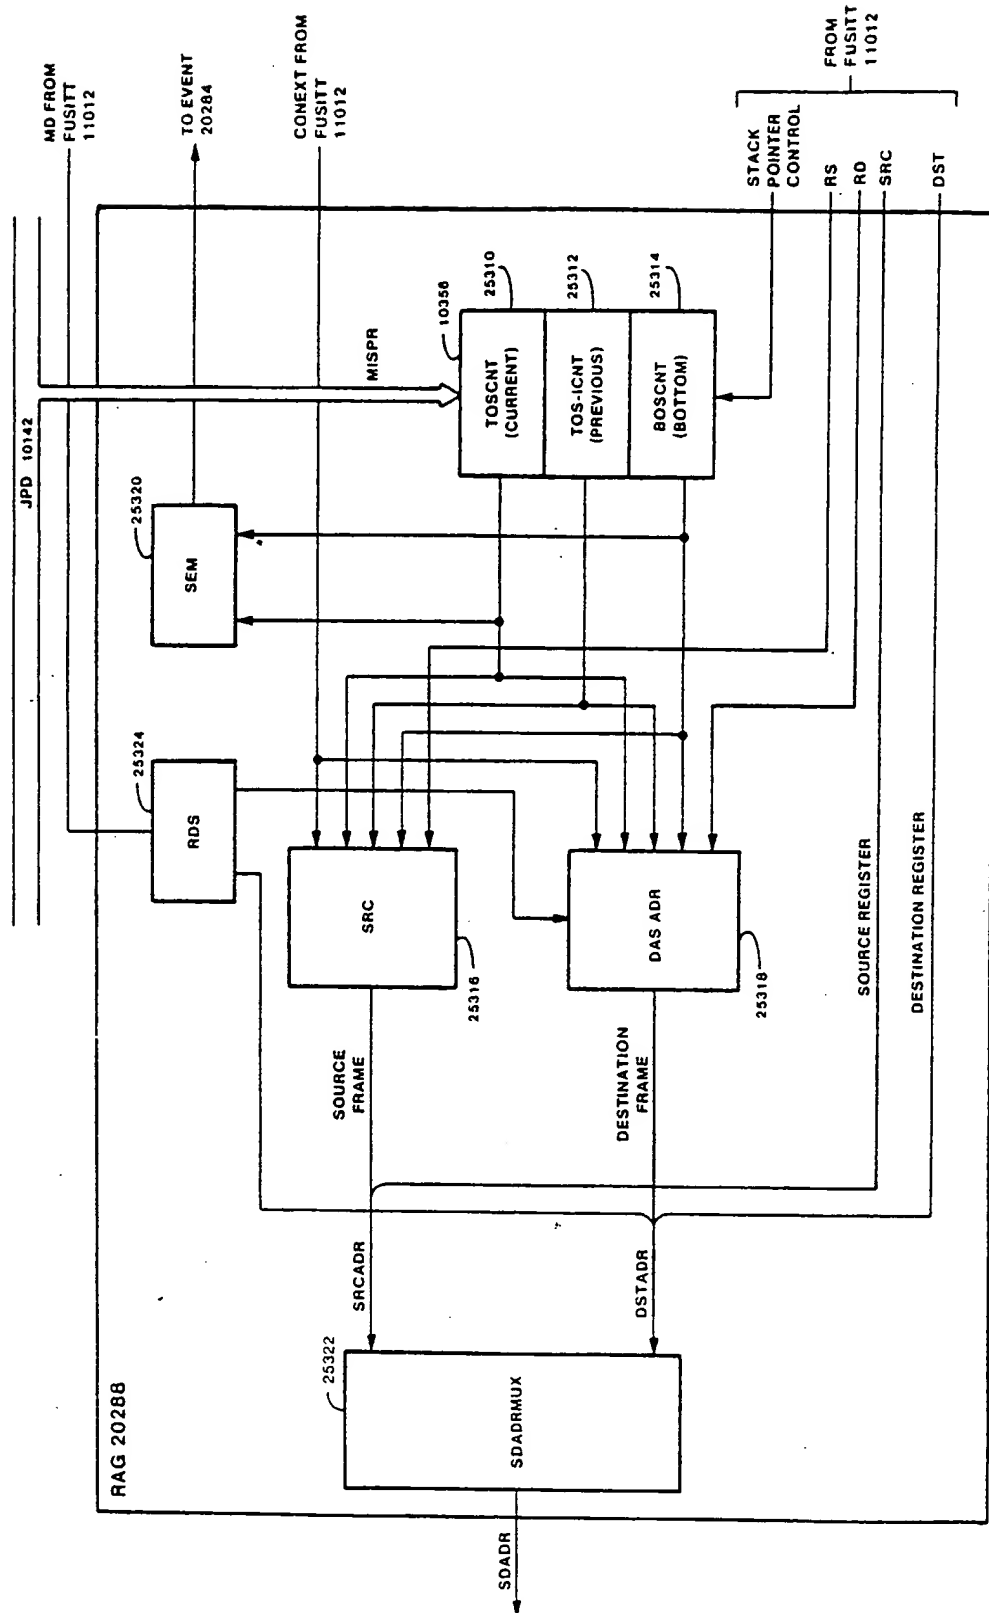 JPD 10142
MD FROM
FUSITT
11012
TO EVENT
20284
CONEXT FROM
FUSITT
11012
FROM
FUSITT
11012
STACK
POINTER
CONTROL
RS
RD
SRC
DST
RAG 20288
25320
SEM
25324
RDS
MISPR
10356
25310
25312
25314
TOSCNT
(CURRENT)
TOS-ICNT
(PREVIOUS)
BOSCNT
(BOTTOM)
SRC
25316
DAS ADR
25318
SOURCE
FRAME
DESTINATION
FRAME
SOURCE REGISTER
DESTINATION REGISTER
SRCADR
DSTADR
25322
SDADRMUX
SDADR